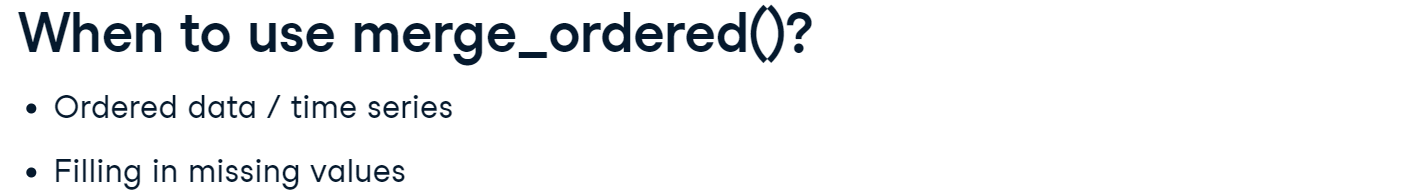 When to use merge_ordered()?
• Ordered data / time series
• Filling in missing values